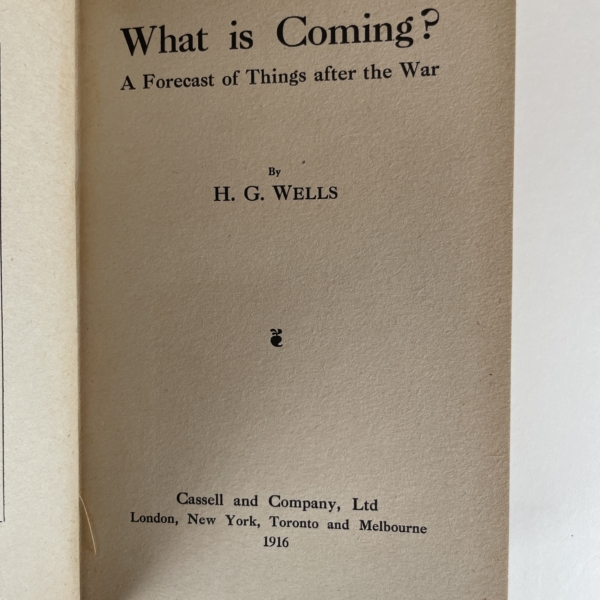 What is Coming?
A Forecast of Things after the War
By
H. G. WELLS
Cassell and Company, Ltd
London, New York, Toronto and Melbourne
1916